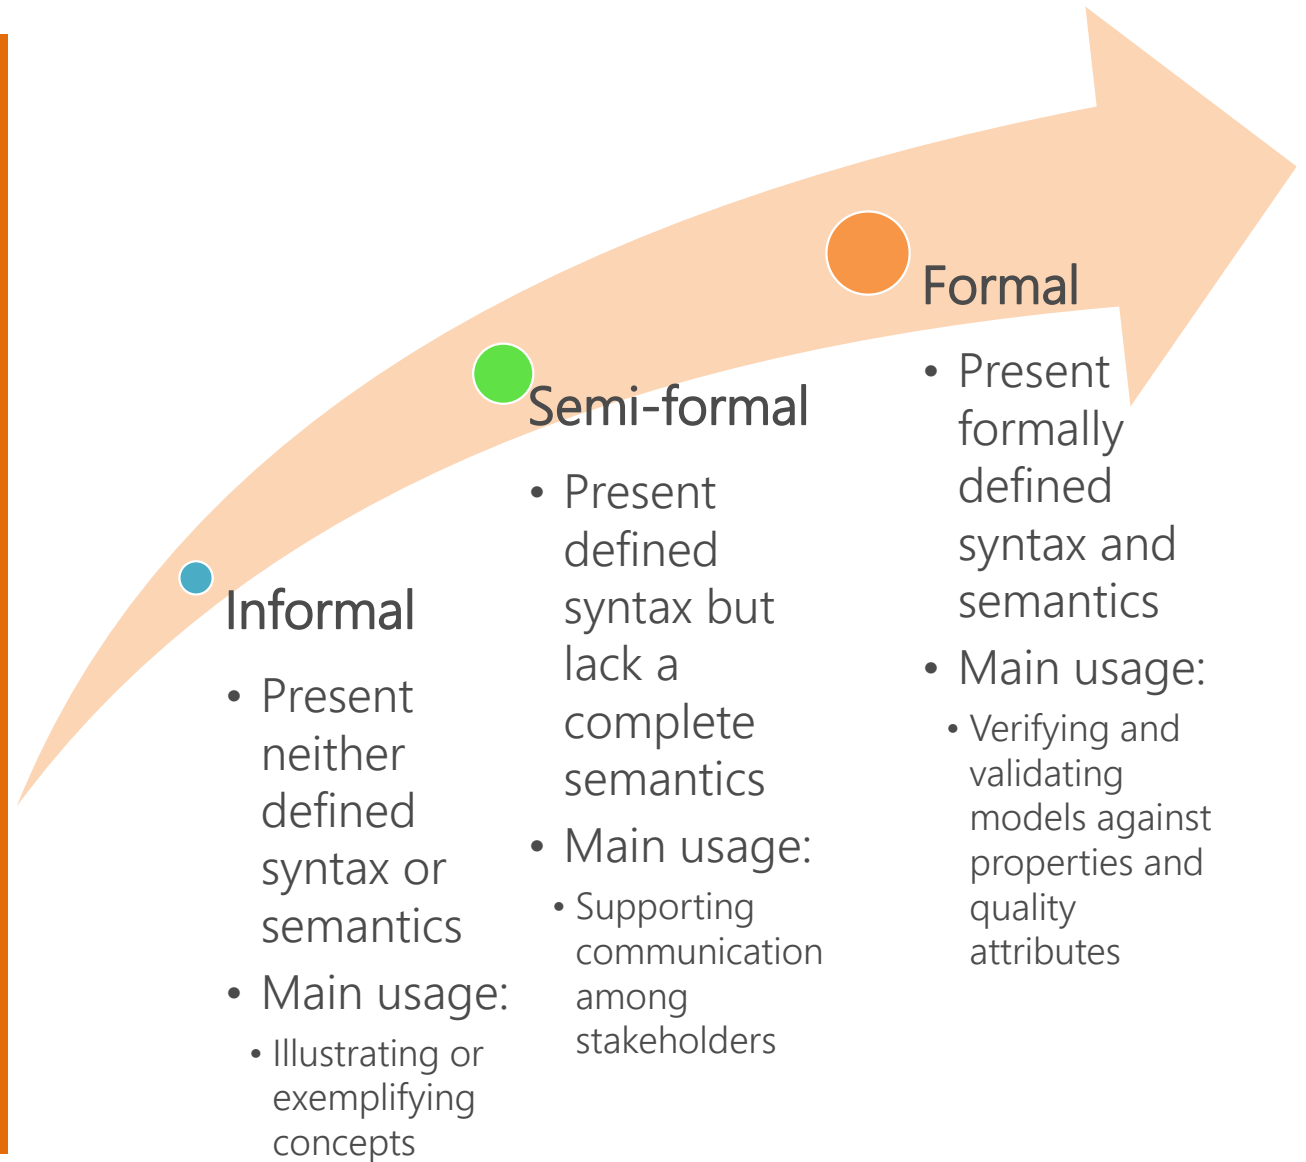 Informal
• Present
neither
defined
syntax or
semantics
• Main usage:
• Illustrating or
exemplifying
concepts
Semi-formal
• Present
defined
syntax but
lack a
complete
semantics
• Main usage:
• Supporting
communication
among
stakeholders
Formal
• Present
formally
defined
syntax and
semantics
• Main usage:
• Verifying and
validating
models against
properties and
quality
attributes